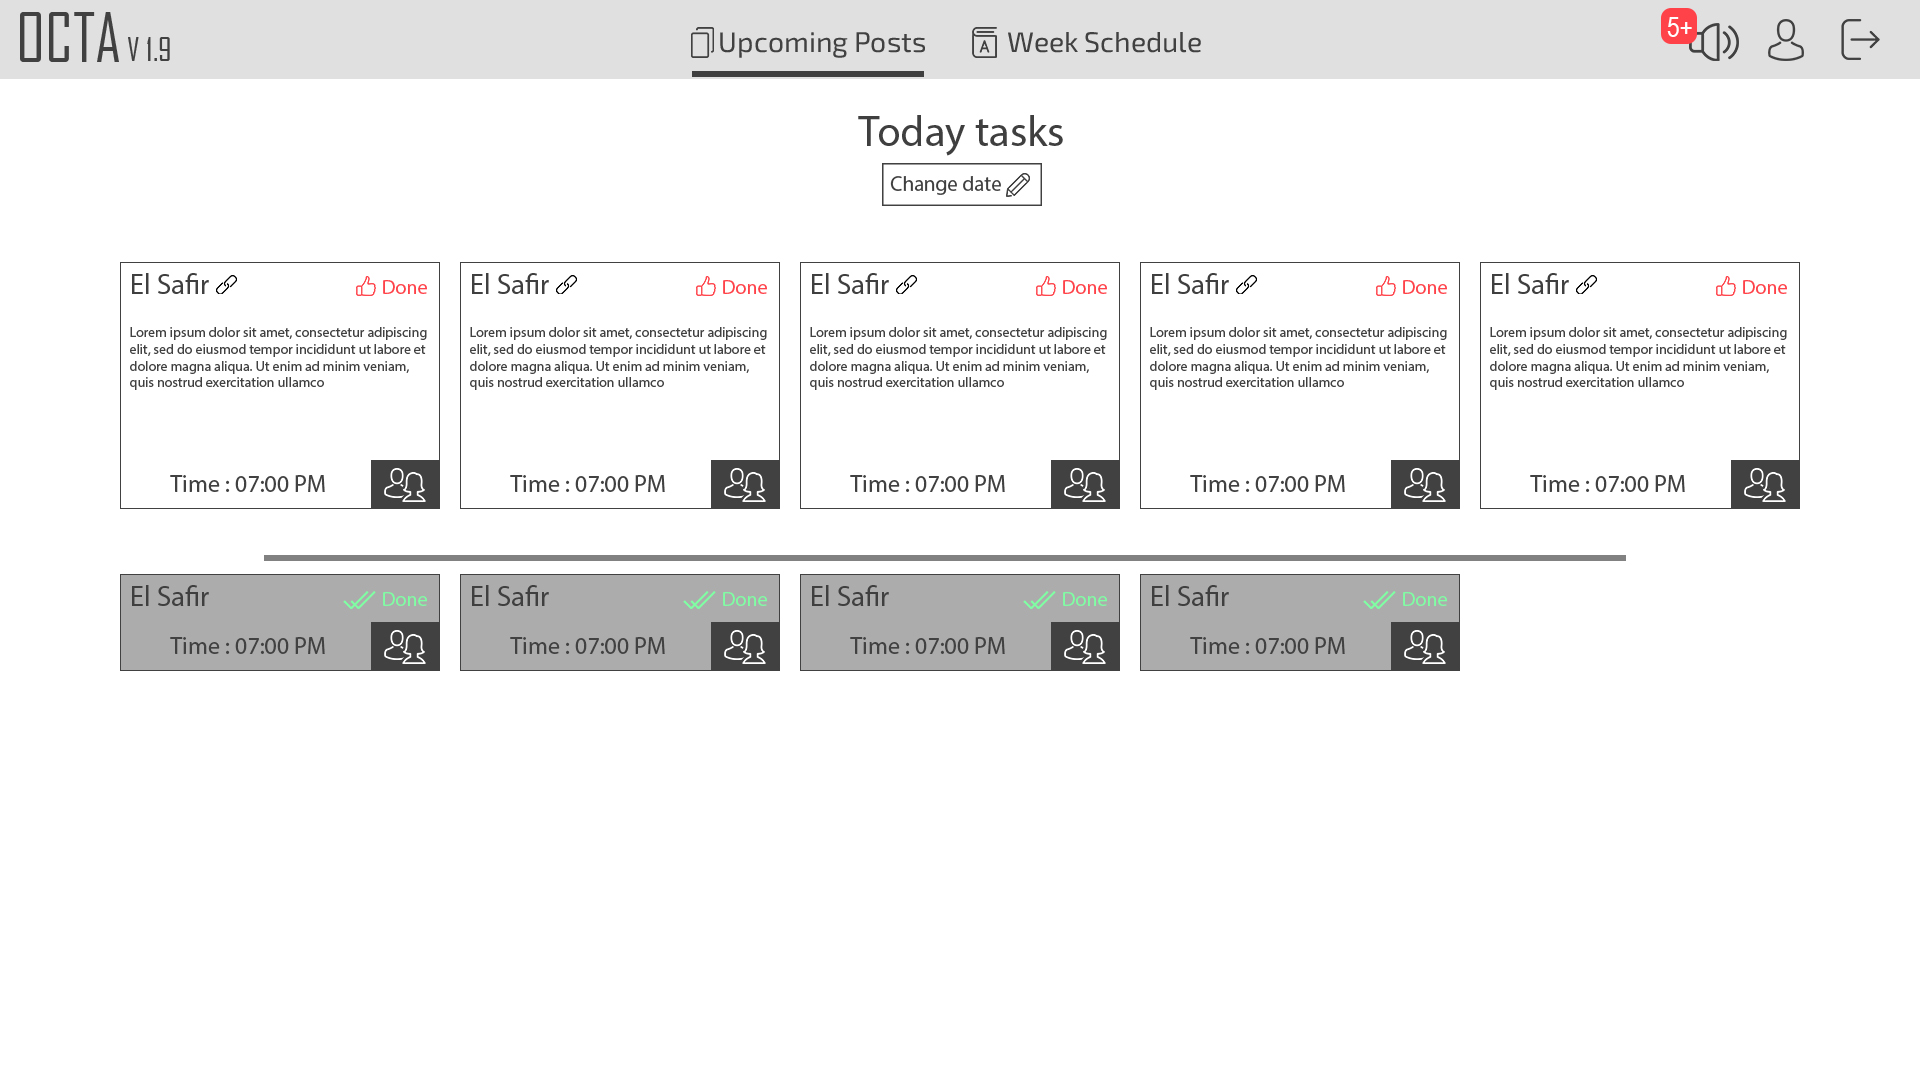 OCTA V 1.9
Upcoming Posts
A Week Schedule
5+
Today tasks
Change date
El Safir
Done
Lorem ipsum dolor sit amet, consectetur adipiscing
elit, sed do eiusmod tempor incididunt ut labore et
dolore magna aliqua. Ut enim ad minim veniam,
quis nostrud exercitation ullamco
Time : 07:00 PM
El Safir
Done
Lorem ipsum dolor sit amet, consectetur adipiscing
elit, sed do eiusmod tempor incididunt ut labore et
dolore magna aliqua. Ut enim ad minim veniam,
quis nostrud exercitation ullamco
Time : 07:00 PM
El Safir
Done
Lorem ipsum dolor sit amet, consectetur adipiscing
elit, sed do eiusmod tempor incididunt ut labore et
dolore magna aliqua. Ut enim ad minim veniam,
quis nostrud exercitation ullamco
Time : 07:00 PM
El Safir
Done
Lorem ipsum dolor sit amet, consectetur adipiscing
elit, sed do eiusmod tempor incididunt ut labore et
dolore magna aliqua. Ut enim ad minim veniam,
quis nostrud exercitation ullamco
Time : 07:00 PM
El Safir
Done
Lorem ipsum dolor sit amet, consectetur adipiscing
elit, sed do eiusmod tempor incididunt ut labore et
dolore magna aliqua. Ut enim ad minim veniam,
quis nostrud exercitation ullamco
Time : 07:00 PM
El Safir
Done
Time : 07:00 PM
El Safir
Done
Time : 07:00 PM
El Safir
Done
Time : 07:00 PM
El Safir
Done
Time : 07:00 PM